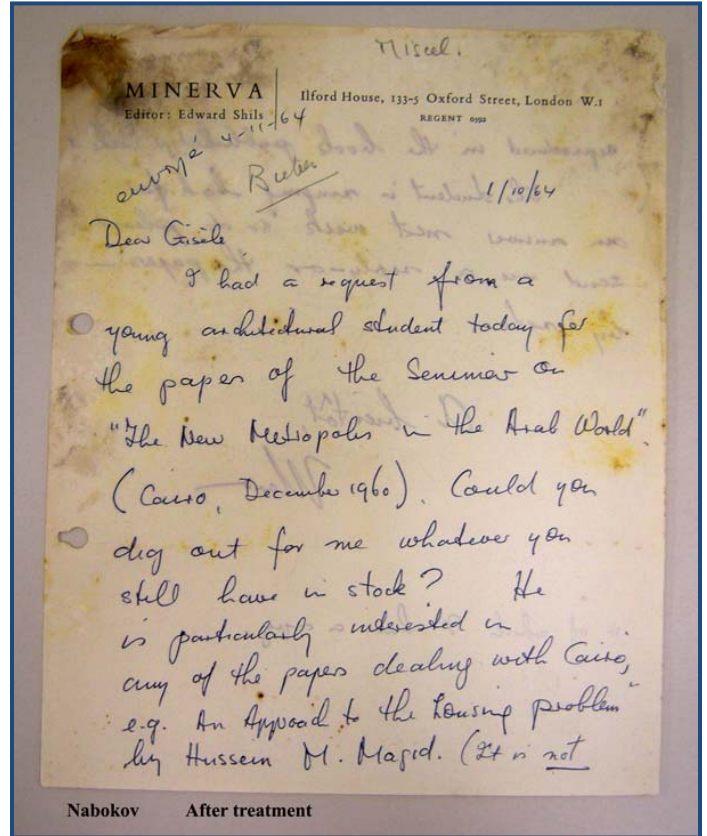 Miscel.
MINERVA
Editor: Edward Shils
Ilford House, 133-5 Oxford Street, London W.1
REGENT 0592
envoyé 4-11-64
1/10/64
Dear Gisèle,
I had a request from a
young architectural student today for
the paper of the Seminar on
"The New Metropolis in the Arab World"
(Cairo, December 1960). Could you
dig out for me whatever you
still have in stock? He
is particularly interested in
any of the papers dealing with Cairo,
e.g. An Approach to the housing problem"
by Hussein M. Magid. (It is not
Nabokov After treatment